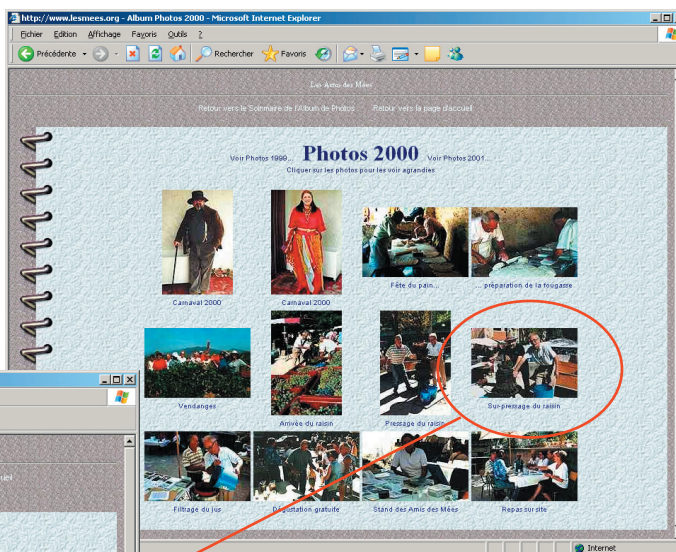 http://www.lesmees.org - Album Photos 2000 - Microsoft Internet Explorer
Fichier Edition Affichage Favoris Outils ?
Précédente Rechercher Favoris
Les Amis des Mées
Retour vers le Sommaire de l'Album de Photos Retour vers la page d'accueil
Voir Photos 1999... Photos 2000 Voir Photos 2001...
Cliquer sur les photos pour les voir agrandies
Carnaval 2000 Carnaval 2000 Fête du pain... ... préparation de la fougasse
Vendanges Arrivée du raisin Pressage du raisin Sur-pressage du raisin
Filtrage du jus Dégustation gratuite Stand des Amis des Mées Repas sur site
Internet